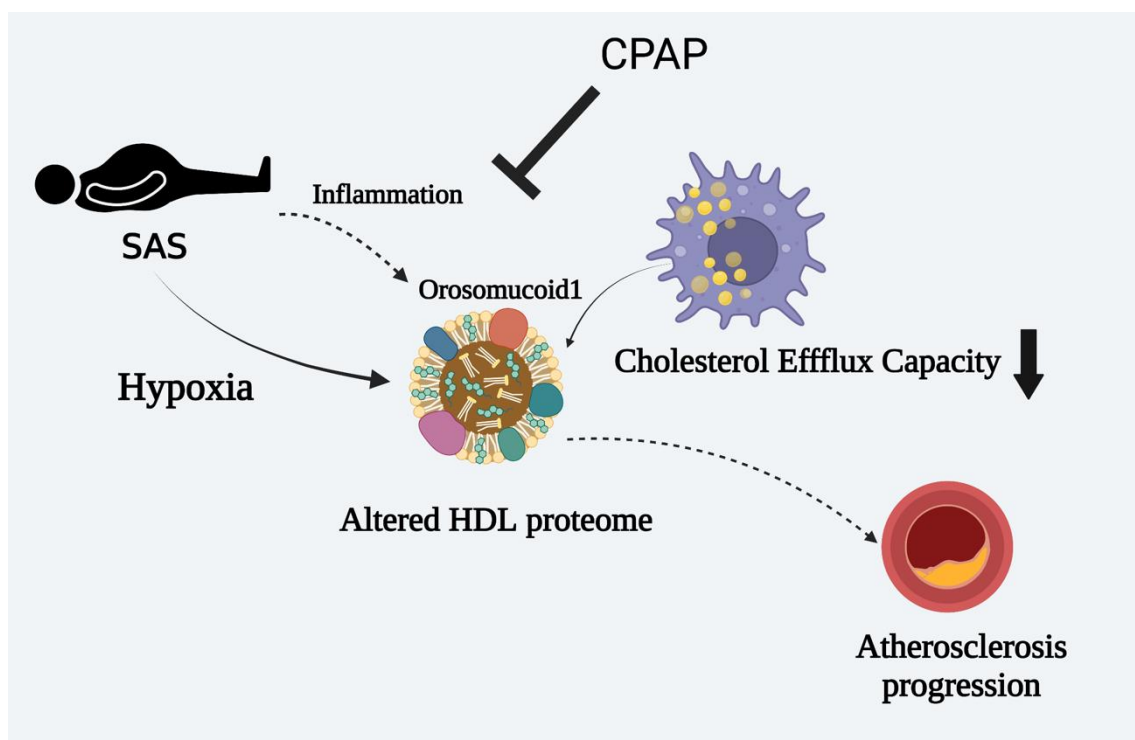 CPAP
Inflammation
SAS
Orosomucoid1
Hypoxia
Cholesterol Effflux Capacity
Altered HDL proteome
Atherosclerosis
progression